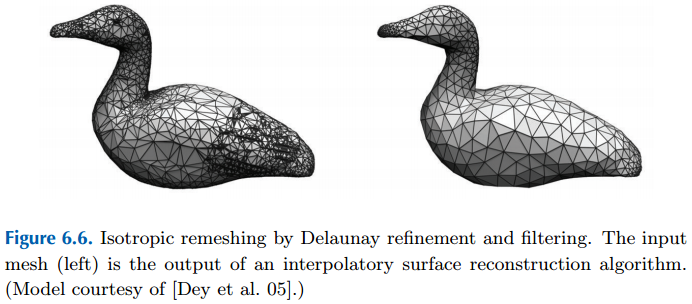 Figure 6.6. Isotropic remeshing by Delaunay refinement and filtering. The input
mesh (left) is the output of an interpolatory surface reconstruction algorithm.
(Model courtesy of [Dey et al. 05].)